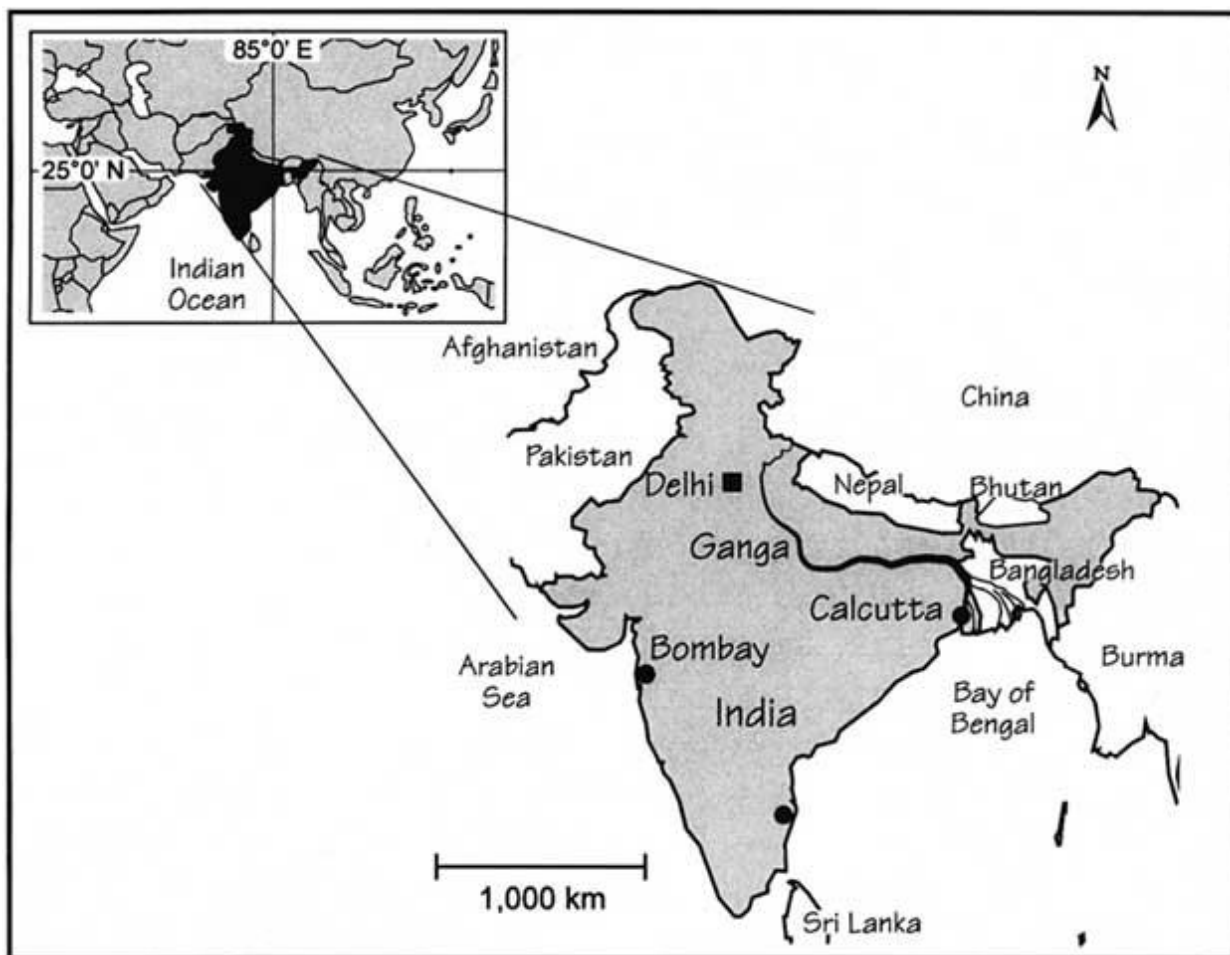 85°0' E
25°0' N
Indian
Ocean
N
Afghanistan
China
Pakistan
Delhi
Nepal
Bhutan
Ganga
Bangladesh
Calcutta
Bombay
Arabian
Sea
Burma
India
Bay of
Bengal
1,000 km
Sri Lanka